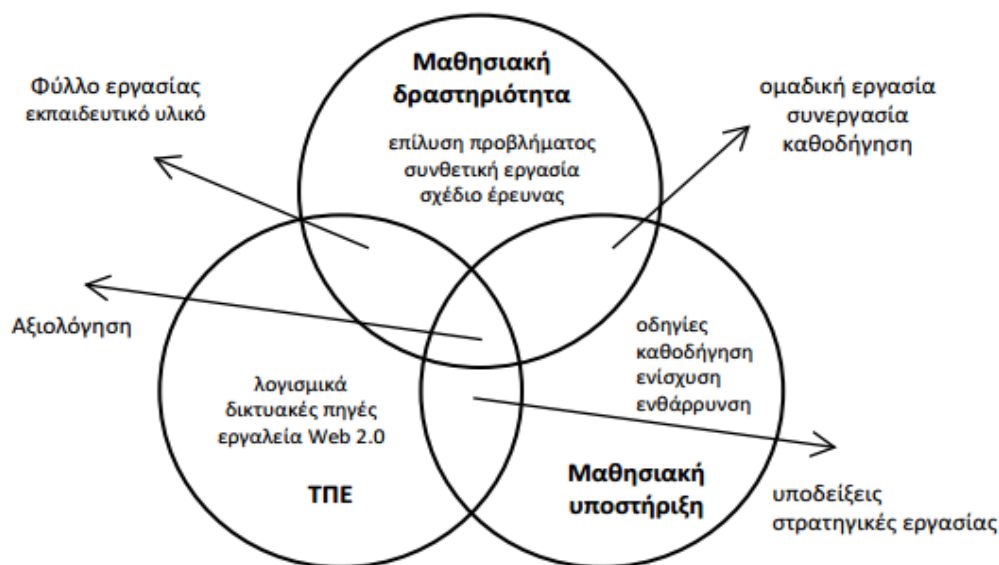 Μαθησιακή
δραστηριότητα
επίλυση προβλήματος
συνθετική εργασία
σχέδιο έρευνας
Φύλλο εργασίας
εκπαιδευτικό υλικό
ομαδική εργασία
συνεργασία
καθοδήγηση
Αξιολόγηση
οδηγίες
καθοδήγηση
ενίσχυση
ενθάρρυνση
λογισμικά
δικτυακές πηγές
εργαλεία Web 2.0
ΤΠΕ
Μαθησιακή
υποστήριξη
υποδείξεις
στρατηγικές εργασίας